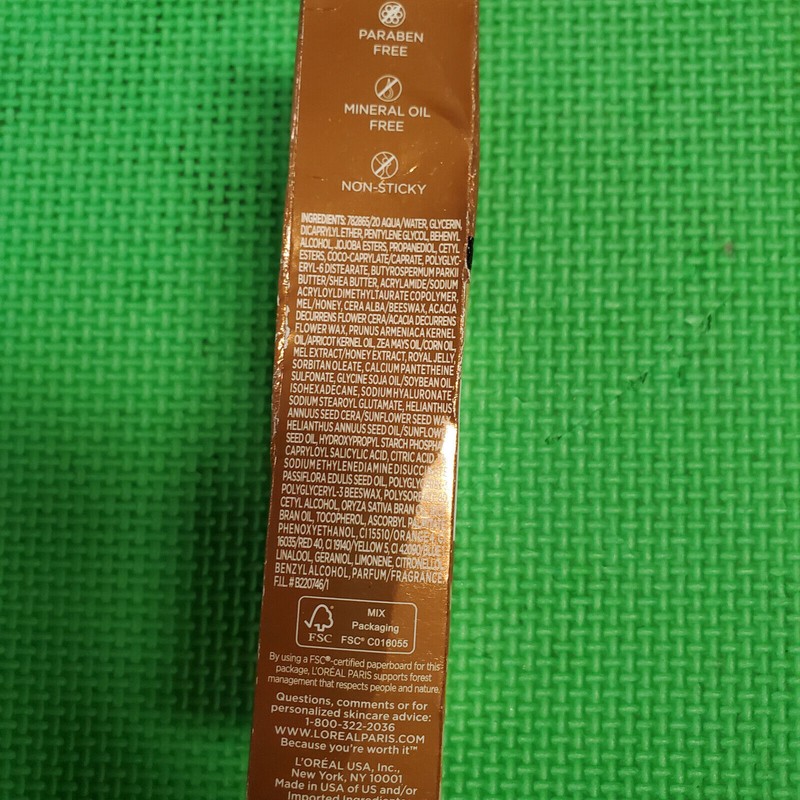 PARABEN
FREE
MINERAL OIL
FREE
NON-STICKY
INGREDIENTS: 782865/20 AQUA/WATER, GLYCERIN,
DICAPRYLYL ETHER, PENTYLENE GLYCOL, BEHENYL
ALCOHOL, JOJOBA ESTERS, PROPANEDIOL, CETYL
ESTERS, COCO-CAPRYLATE/CAPRATE, POLYGLYC-
ERYL-6 DISTEARATE, BUTYROSPERMUM PARKII
BUTTER/SHEA BUTTER, ACRYLAMIDE/SODIUM
ACRYLOYLDIMETHYLTAURATE COPOLYMER,
MEL/HONEY, CERA ALBA/BEESWAX, ACACIA
DECURRENS FLOWER CERA/ACACIA DECURRENS
FLOWER WAX, PRUNUS ARMENIACA KERNEL
OIL/APRICOT KERNEL OIL, ZEA MAYS OIL/CORN OIL,
MEL EXTRACT/HONEY EXTRACT, ROYAL JELLY,
SORBITAN OLEATE, CALCIUM PANTETHEINE
SULFONATE, GLYCINE SOJA OIL/SOYBEAN OIL,
ISOHEXADECANE, SODIUM HYALURONATE,
SODIUM STEAROYL GLUTAMATE, HELIANTHUS
ANNUUS SEED CERA/SUNFLOWER SEED
HELIANTHUS ANNUUS SEED OIL/SUNFLOWER
SEED OIL, HYDROXYPROPYL STARCH
CAPRYLOYL SALICYLIC ACID, CITRIC ACID,
PASSIFLORA EDULIS SEED OIL,
POLYGLYCERYL-3 BEESWAX,
CETYL ALCOHOL, ORYZA SATIVA BRAN
BRAN OIL, TOCOPHEROL, ASCORBYL
PHENOXYETHANOL, CI 15510/ORANGE
16035/RED 40, CI 19140/YELLOW 5, CI 42090/BLUE
LINALOOL, GERANIOL, LIMONENE, CITRONELLOL,
BENZYL ALCOHOL, PARFUM/FRAGRANCE
F.I.L. # B220746/1
MIX
Packaging
FSC FSC® C016055
By using a FSC®-certified paperboard for this
package, L'ORÉAL PARIS supports forest
management that respects people and nature.
Questions, comments or for
personalized skincare advice:
1-800-322-2036
WWW.LOREALPARIS.COM
Because you're worth it™
L'ORÉAL USA, Inc.,
New York, NY 10001
Made in USA of US and/or
Imported Ingredients